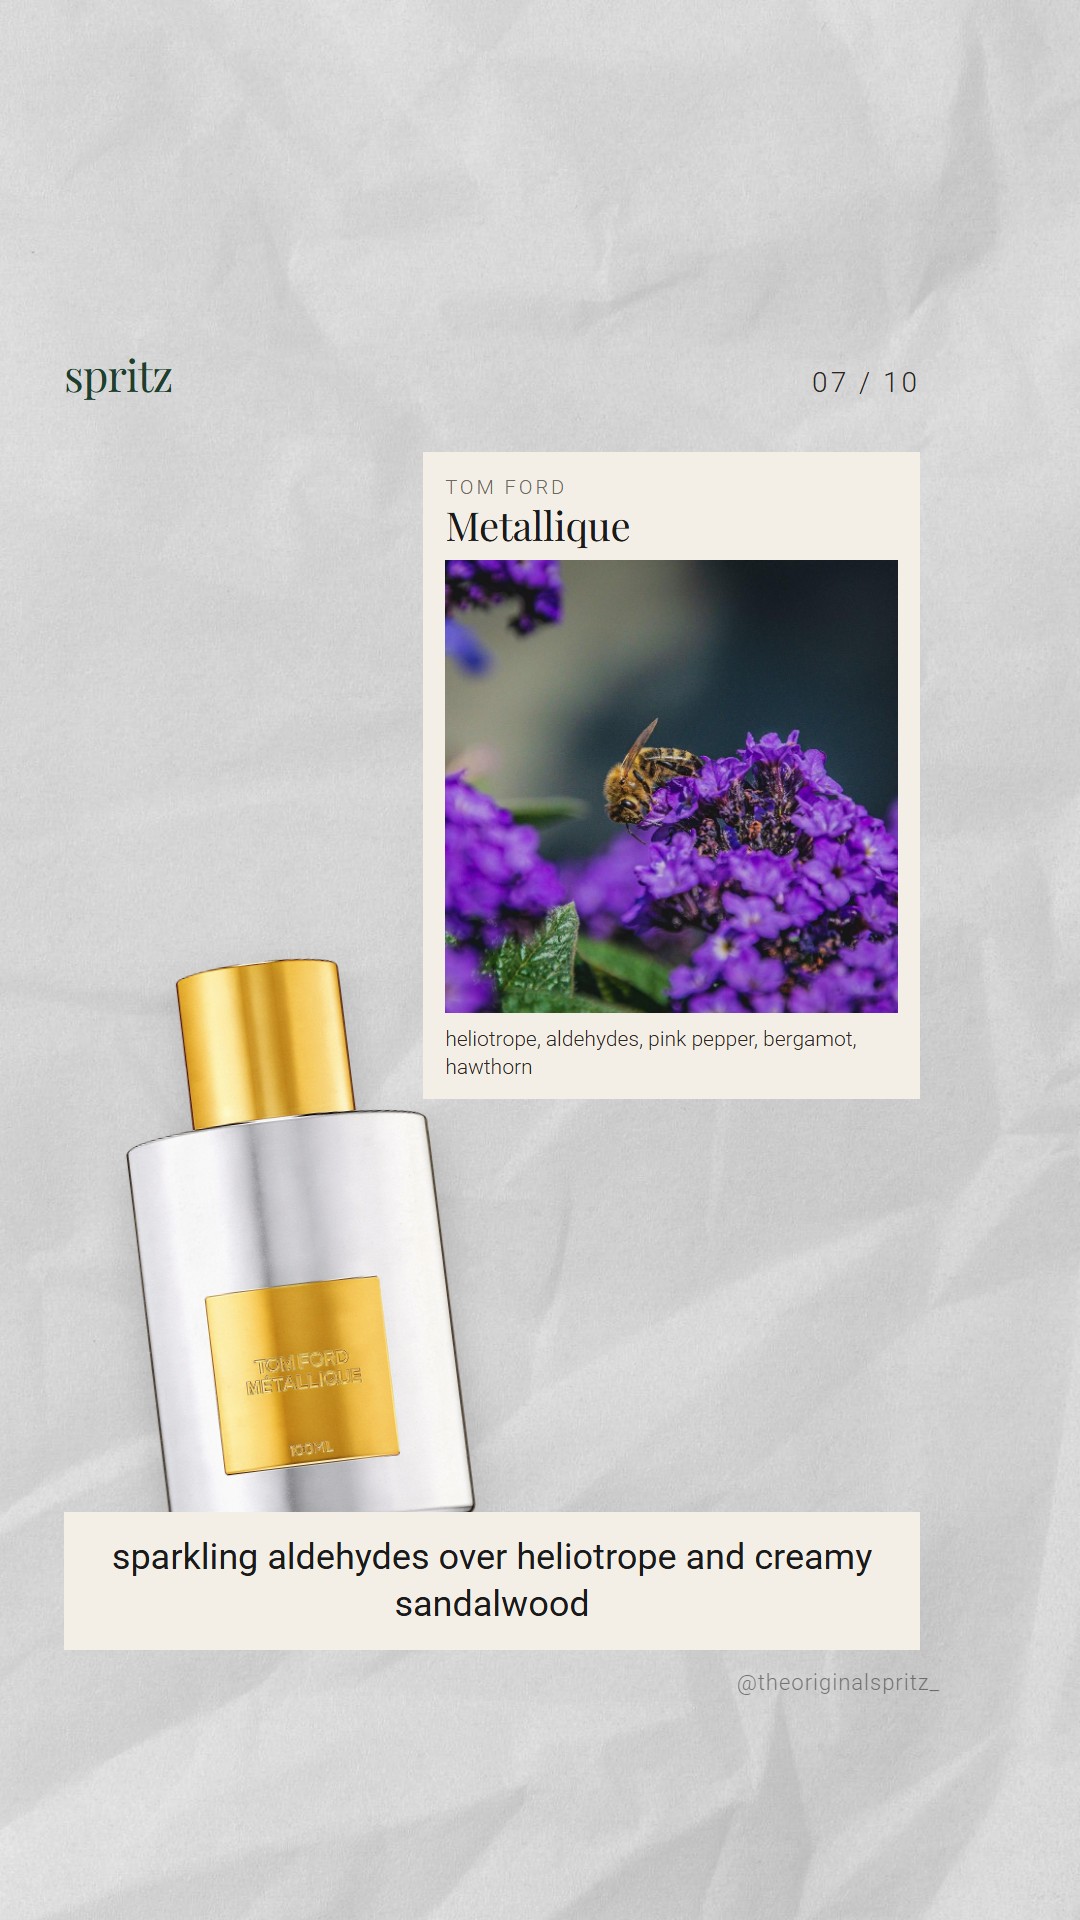 spritz
07 / 10
TOM FORD
Metallique
heliotrope, aldehydes, pink pepper, bergamot,
hawthorn
TOM FORD
MÉTALLIQUE
100ML
sparkling aldehydes over heliotrope and creamy
sandalwood
@theoriginalspritz_